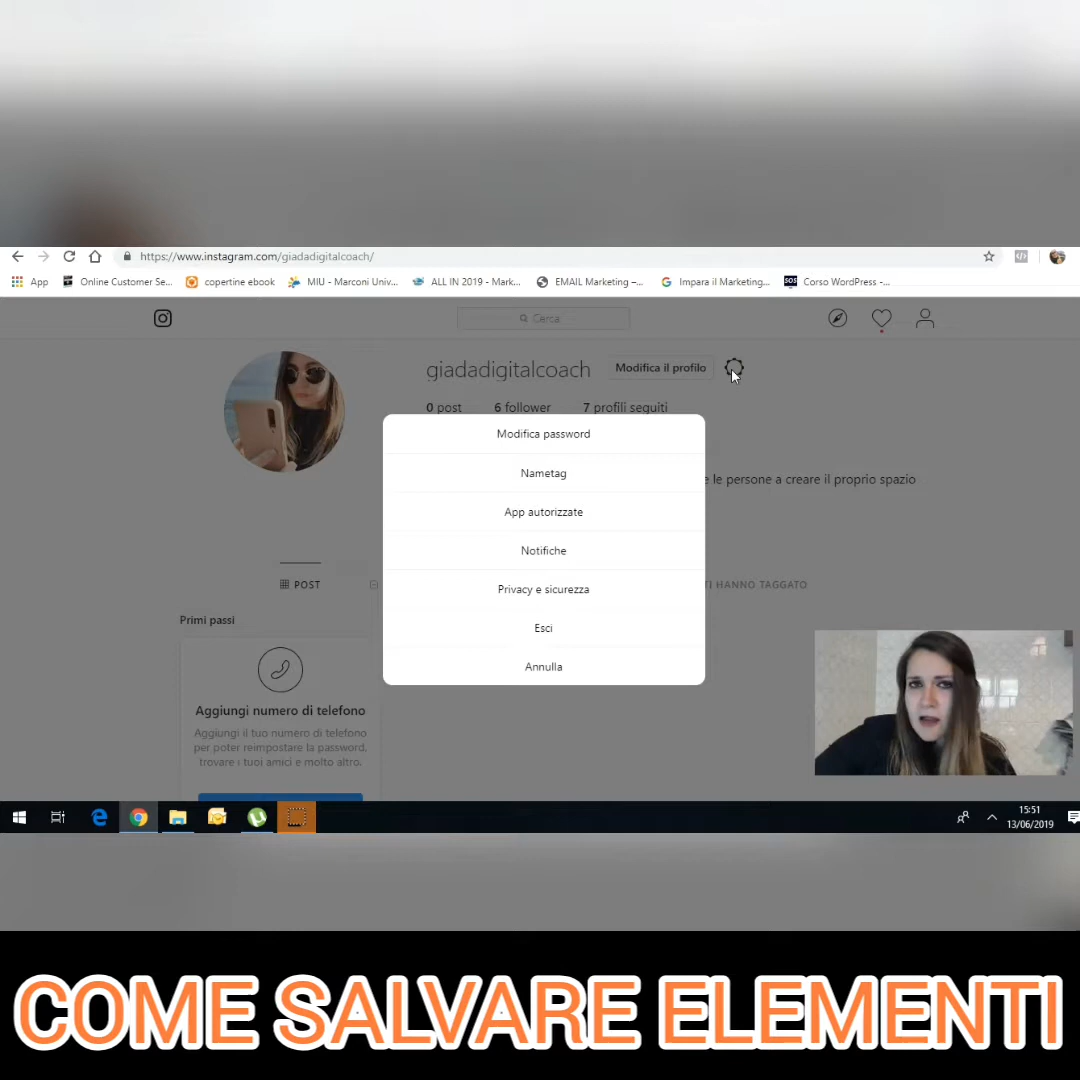 https://www.instagram.com/giadadigitalcoach/
App
Online Customer Se...
copertine ebook
MIU - Marconi Univ...
ALL IN 2019 - Mark...
EMAIL Marketing –...
Impara il Marketing...
SOS
Corso WordPress -...
Cerca
giadadigitalcoach
Modifica il profilo
0 post 6 follower 7 profili seguiti
Modifica password
Nametag
e le persone a creare il proprio spazio
App autorizzate
Notifiche
POST
TI HANNO TAGGATO
Privacy e sicurezza
Primi passi
Esci
Annulla
Aggiungi numero di telefono
Aggiungi il tuo numero di telefono
per poter reimpostare la password,
trovare i tuoi amici e molto altro.
15:51
13/06/2019
COME SALVARE ELEMENTI